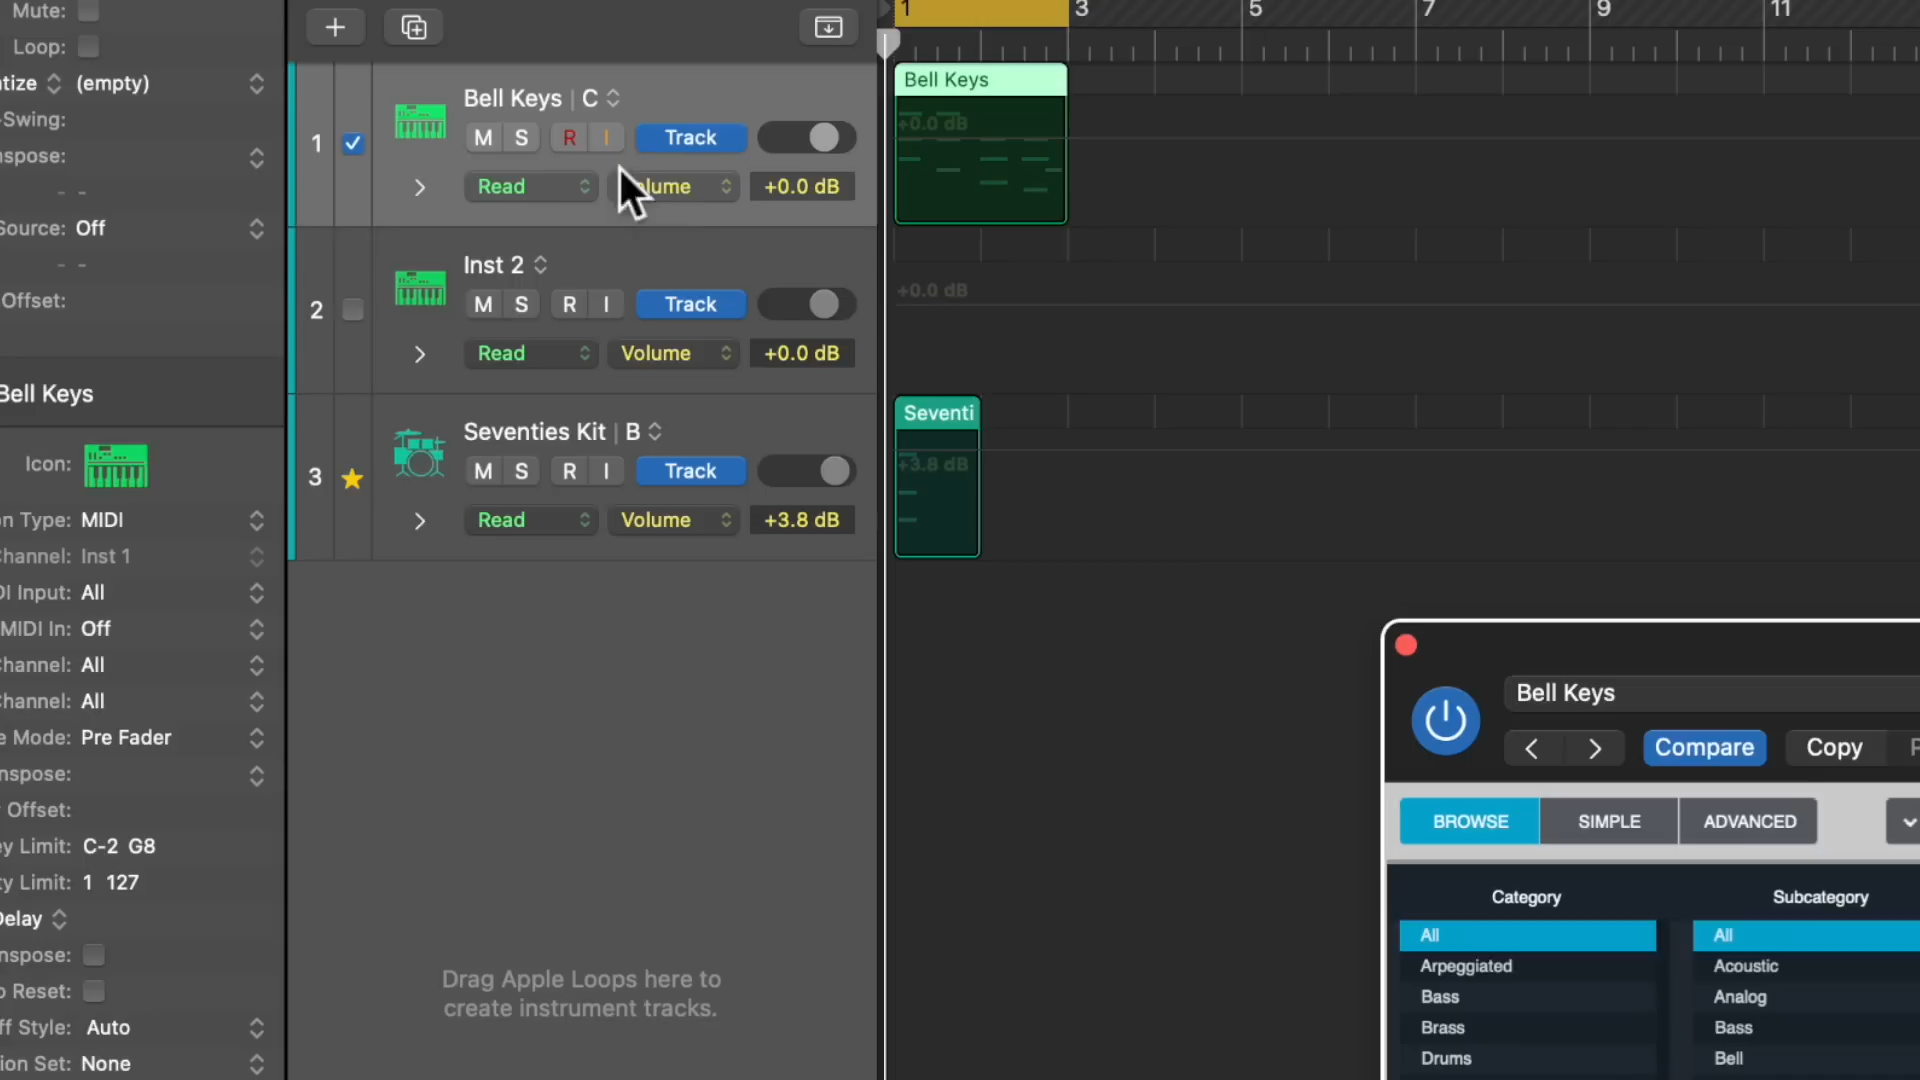 Mute:
Loop:
ntize (empty)
-Swing:
nspose:
- -
Source: Off
- -
Offset:
Bell Keys
Icon:
n Type: MIDI
hannel: Inst 1
DI Input: All
MIDI In: Off
hannel: All
hannel: All
e Mode: Pre Fader
nspose:
Offset:
ey Limit: C-2 G8
ty Limit: 1 127
Delay
nspose:
o Reset:
ff Style: Auto
ion Set: None
1 3 5 7 9 11
1
Bell Keys | C
M S R I Track
Read olume +0.0 dB
2
Inst 2
M S R I Track
Read Volume +0.0 dB
3
Seventies Kit | B
M S R I Track
Read Volume +3.8 dB
Drag Apple Loops here to
create instrument tracks.
Bell Keys
+0.0 dB
+0.0 dB
Seventi
+3.8 dB
Bell Keys
Compare Copy P
BROWSE SIMPLE ADVANCED
Category Subcategory
All All
Arpeggiated Acoustic
Bass Analog
Brass Bass
Drums Bell